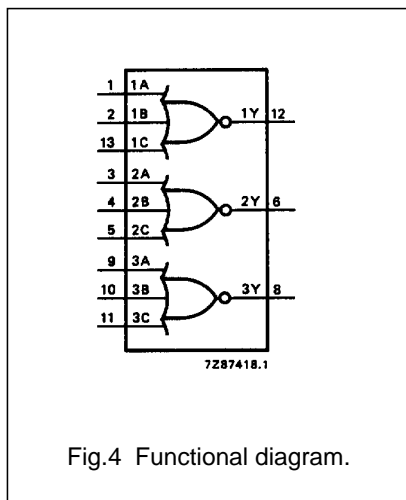 1 1A
2 1B 1Y 12
13 1C
3 2A
4 2B 2Y 6
5 2C
9 3A
10 3B 3Y 8
11 3C
7Z87418.1
Fig.4 Functional diagram.